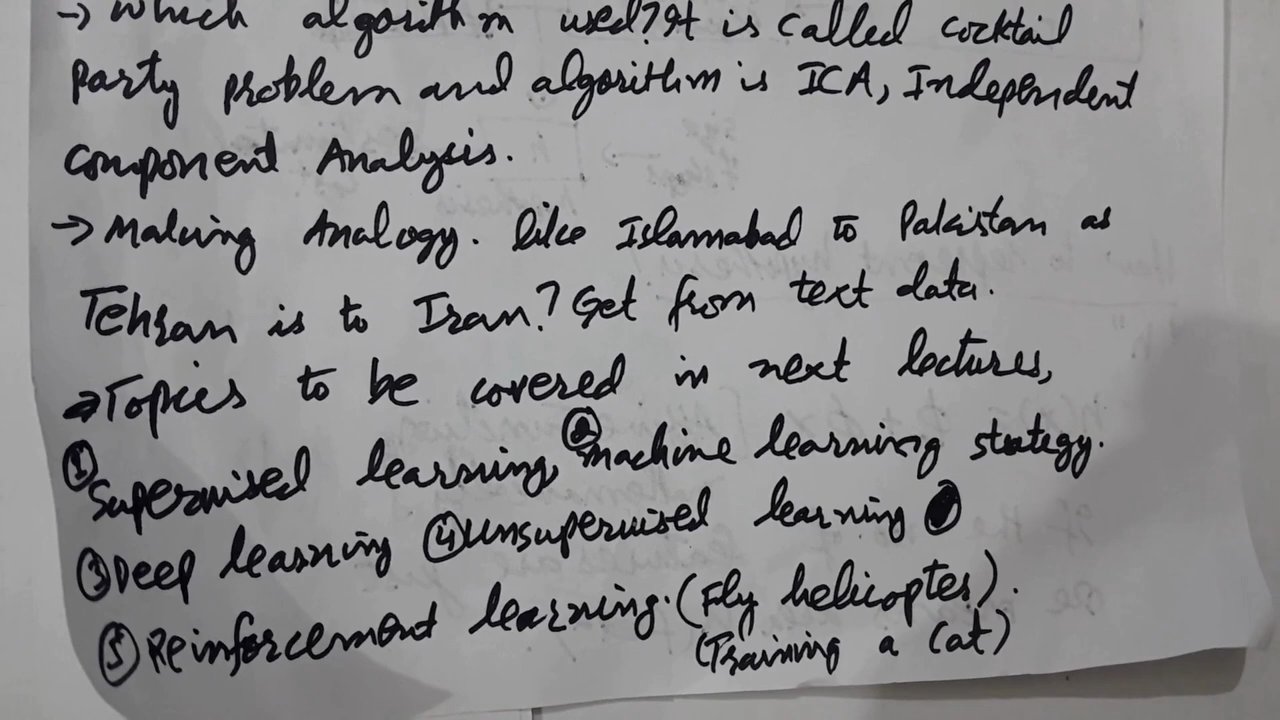 → Which algorithm used? It is called cocktail
Party problem and algorithm is ICA, Independent
component Analysis.
→ Making Analogy. like Islamabad to Pakistan as
Tehran is to Iran? Get from text data.
→ Topics to be covered in next lectures,
① Supervised learning, ② Machine learning strategy.
③ Deep learning ④ Unsupervised learning
⑤ Reinforcement learning. (Fly helicopter).
(Training a Cat)